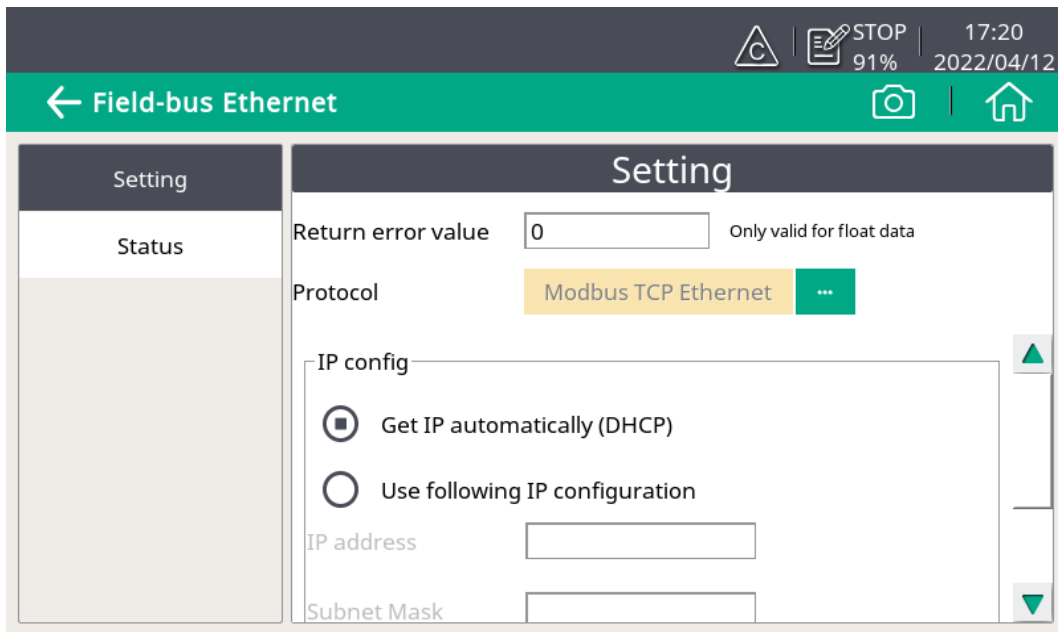 C
STOP
91%
17:20
2022/04/12
Field-bus Ethernet
Setting
Status
Setting
Return error value
0
Only valid for float data
Protocol
Modbus TCP Ethernet
...
IP config
Get IP automatically (DHCP)
Use following IP configuration
IP address
Subnet Mask